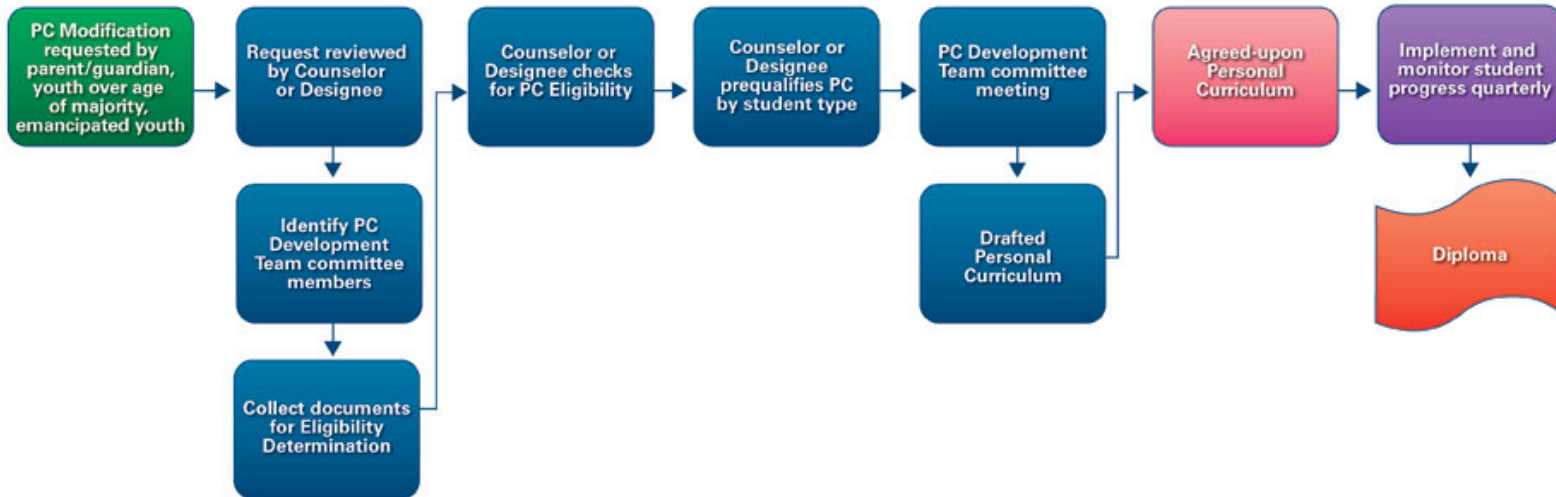 PC Modification
requested by
parent/guardian,
youth over age
of majority,
emancipated youth
Request reviewed
by Counselor
or Designee
Identify PC
Development
Team committee
members
Collect documents
for Eligibility
Determination
Counselor or
Designee checks
for PC Eligibility
Counselor or
Designee
prequalifies PC
by student type
PC Development
Team committee
meeting
Drafted
Personal
Curriculum
Agreed-upon
Personal
Curriculum
Implement and
monitor student
progress quarterly
Diploma